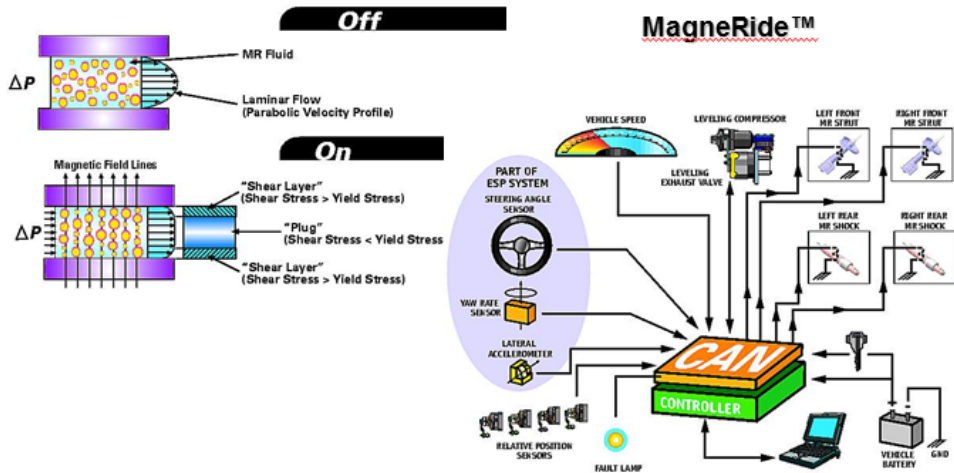 Off
MR Fluid
ΔP
Laminar Flow
(Parabolic Velocity Profile)
On
Magnetic Field Lines
"Shear Layer"
(Shear Stress > Yield Stress)
ΔP
"Plug"
(Shear Stress < Yield Stress
"Shear Layer"
(Shear Stress > Yield Stress)
MagneRide™
VEHICLE SPEED
LEVELING COMPRESSOR
LEVELING
EXHAUST VALVE
LEFT FRONT
MR STRUT
RIGHT FRONT
MR STRUT
PART OF
ESP SYSTEM
STEERING ANGLE
SENSOR
LEFT REAR
MR SHOCK
RIGHT REAR
MR SHOCK
YAW RATE
SENSOR
LATERAL
ACCELEROMETER
CAN
CONTROLLER
RELATIVE POSITION
SENSORS
FAULT LAMP
VEHICLE
BATTERY
GND